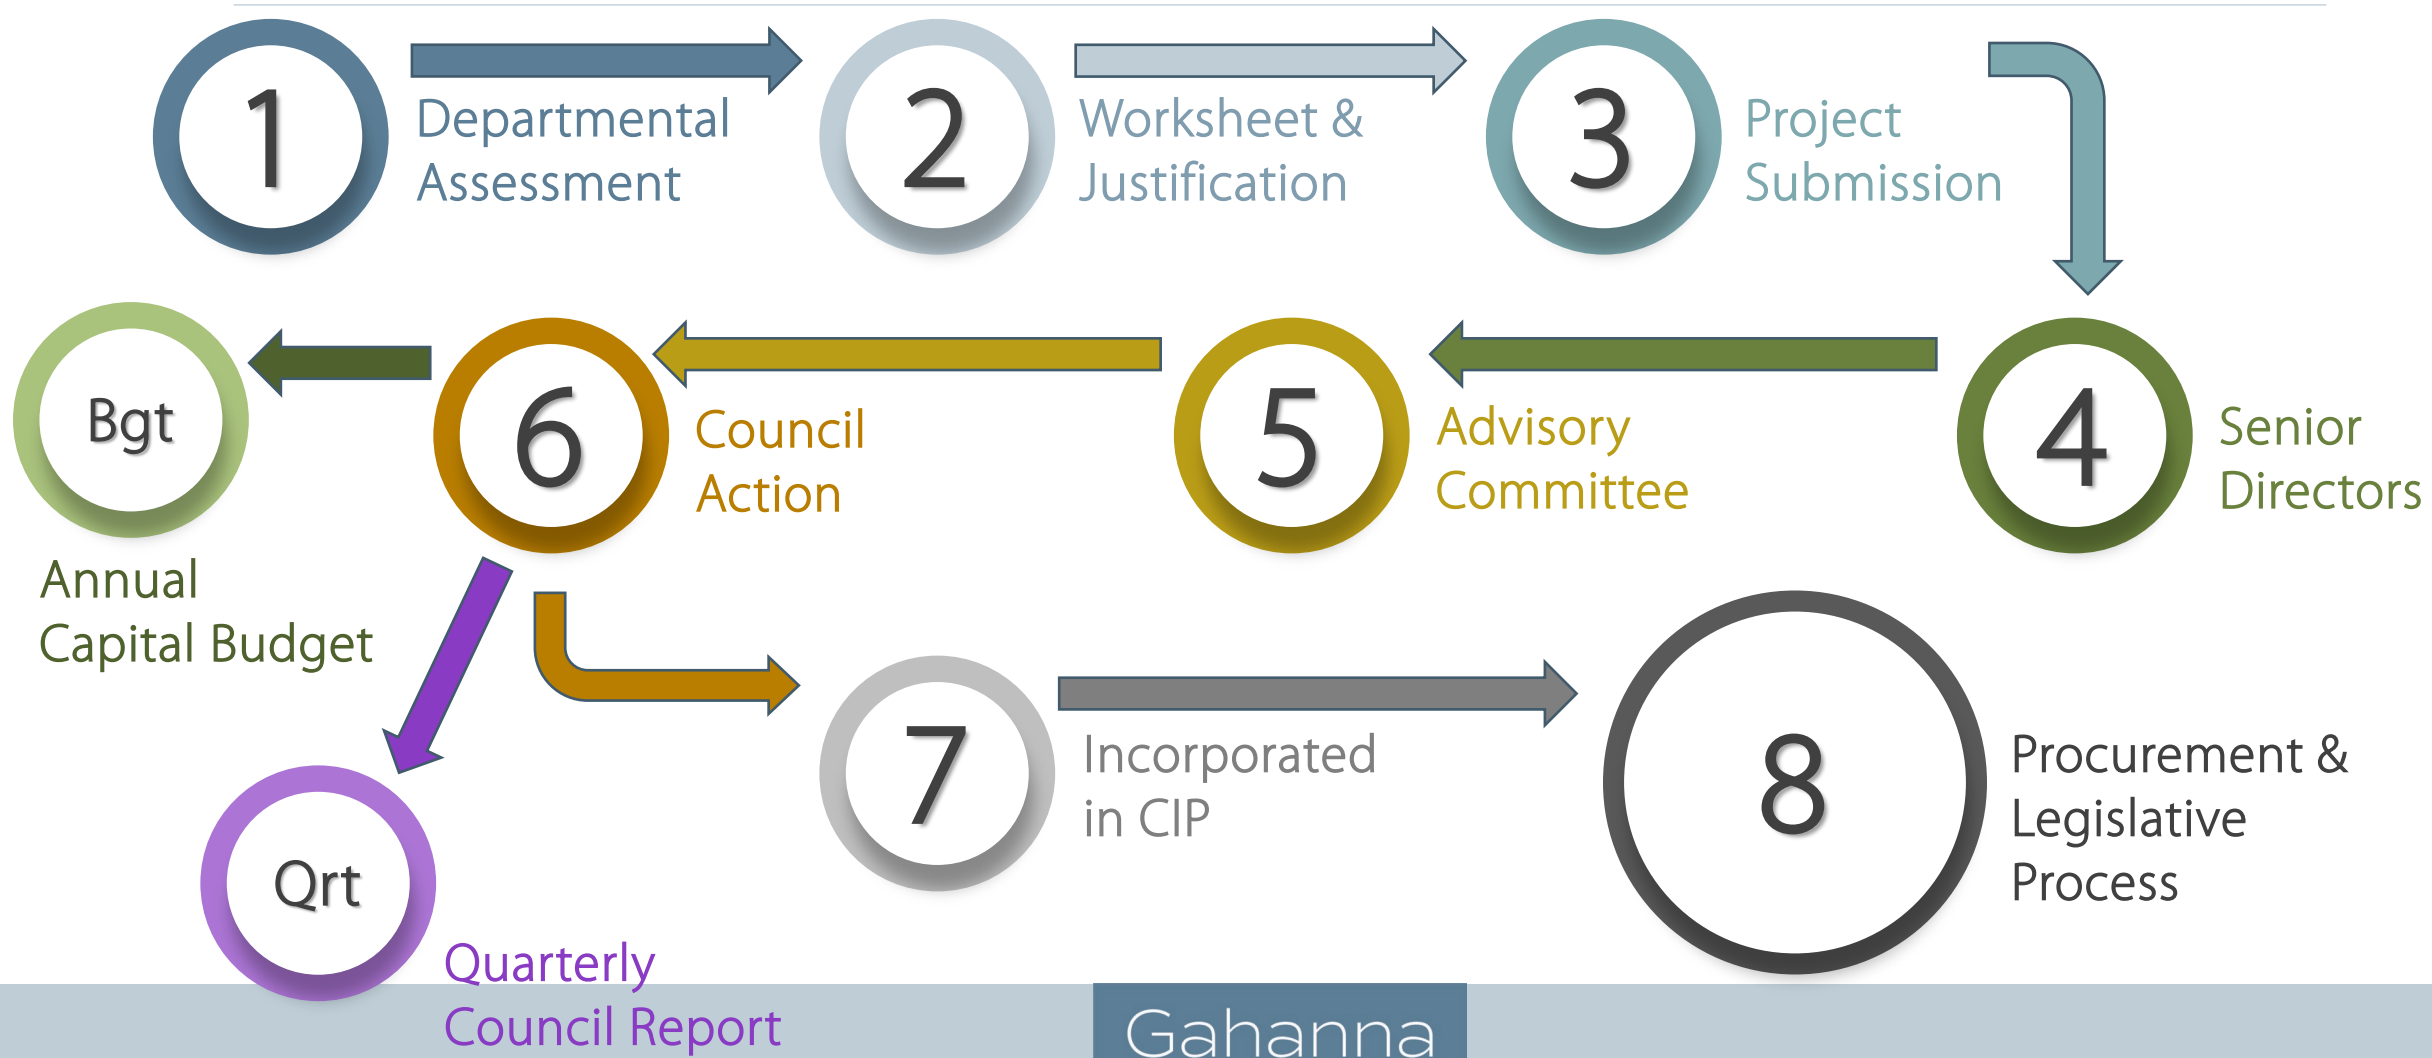 1
Departmental
Assessment
2
Worksheet &
Justification
3
Project
Submission
4
Senior
Directors
5
Advisory
Committee
6
Council
Action
Bgt
Annual
Capital Budget
Qrt
Quarterly
Council Report
7
Incorporated
in CIP
8
Procurement &
Legislative
Process
Gahanna